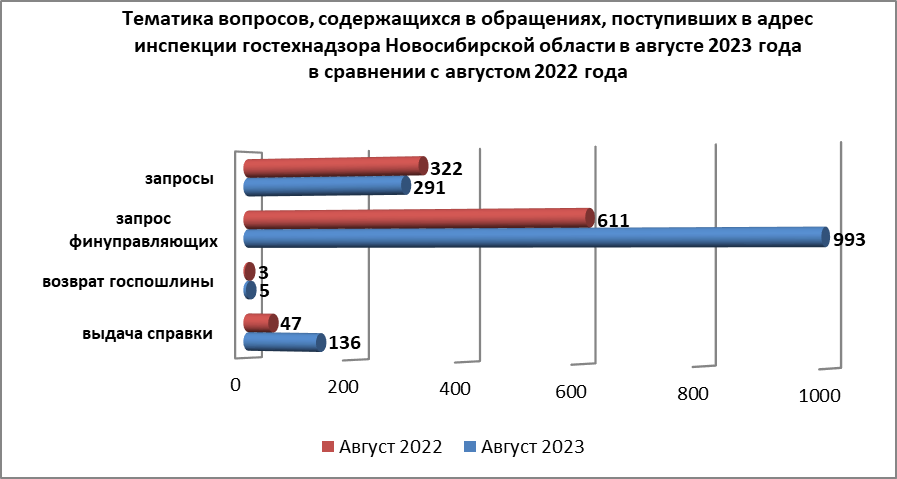 Тематика вопросов, содержащихся в обращениях, поступивших в адрес
инспекции гостехнадзора Новосибирской области в августе 2023 года
в сравнении с августом 2022 года
запросы
322
291
запрос
финуправляющих
611
993
возврат госпошлины
3
5
выдача справки
47
136
0
200
400
600
800
1000
Август 2022
Август 2023